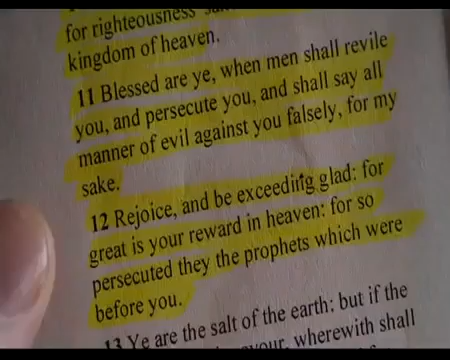 for righteousness'
kingdom of heaven.
11 Blessed are ye, when men shall revile
you, and persecute you, and shall say all
manner of evil against you falsely, for my
sake.
12 Rejoice, and be exceeding glad: for
great is your reward in heaven: for so
persecuted they the prophets which were
before you.
13 Ye are the salt of the earth: but if the
wherewith shall